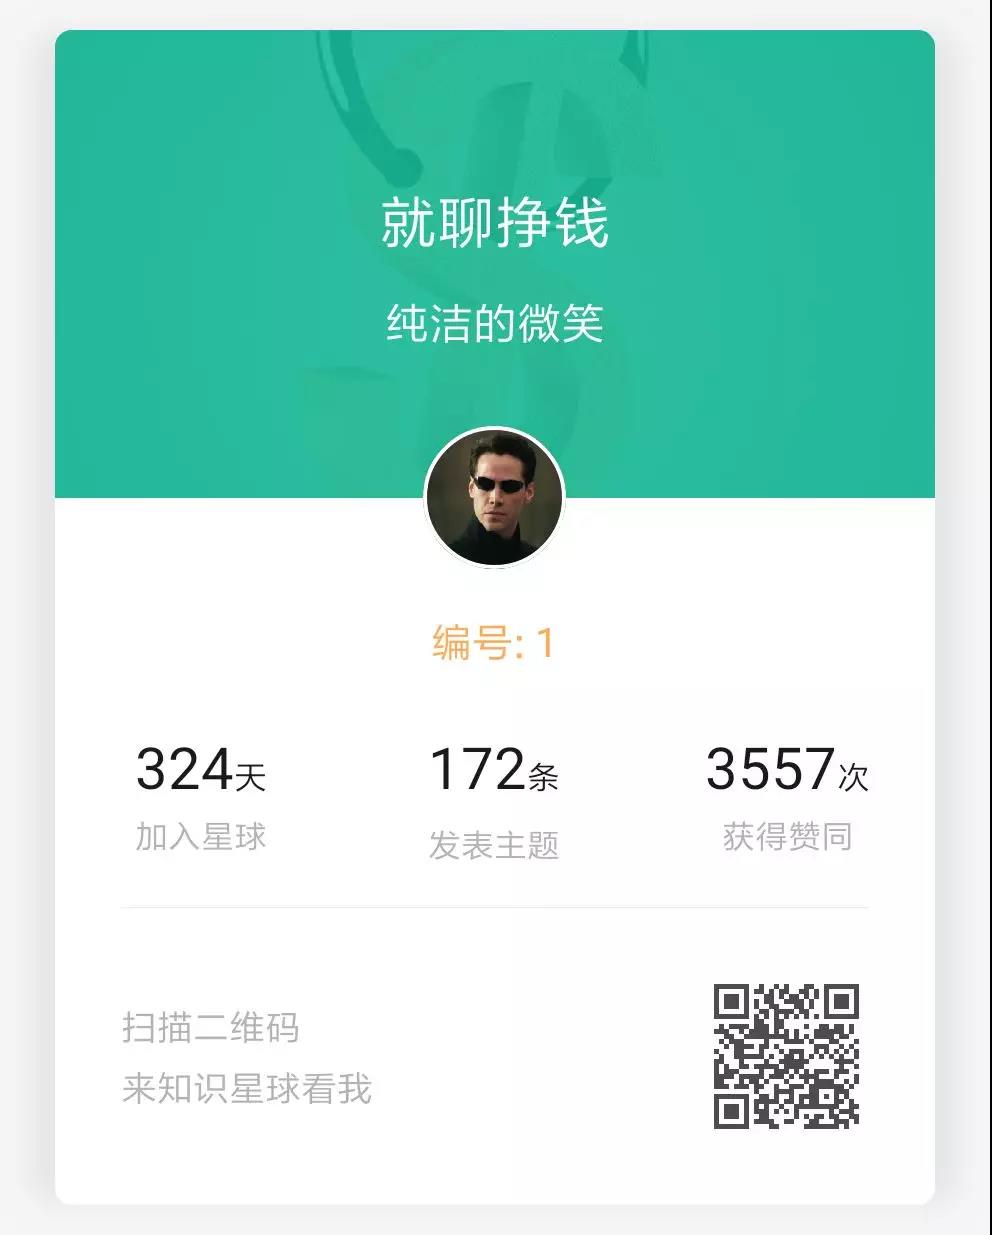 就聊挣钱
纯洁的微笑
编号: 1
324天 172条 3557次
加入星球 发表主题 获得赞同
扫描二维码
来知识星球看我